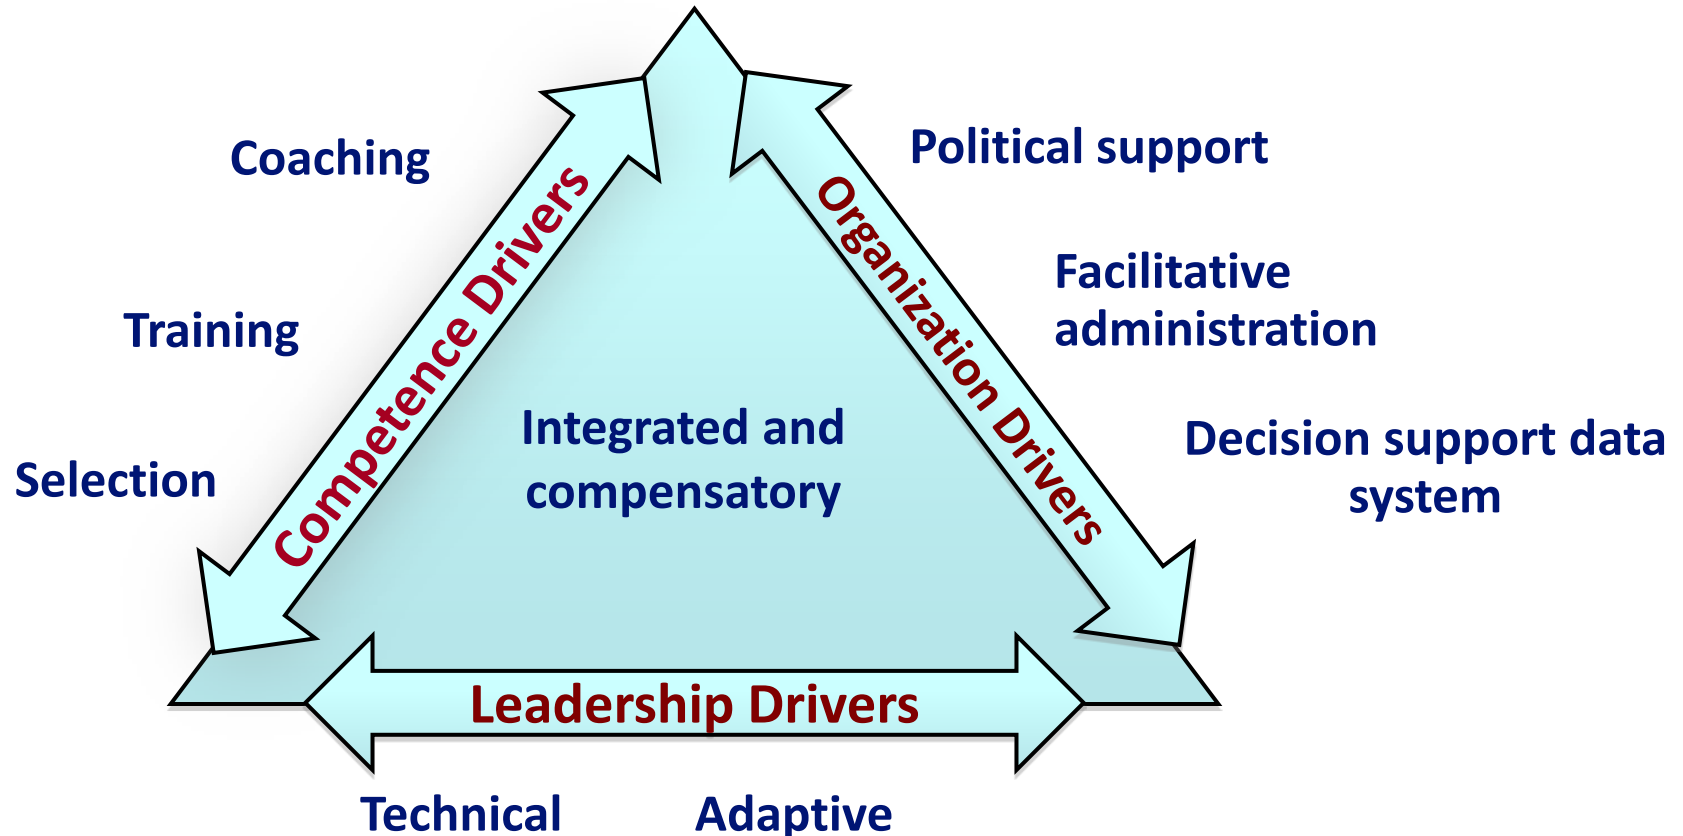 Coaching
Training
Selection
Competence Drivers
Political support
Facilitative
administration
Decision support data
system
Organization Drivers
Integrated and
compensatory
Leadership Drivers
Technical
Adaptive